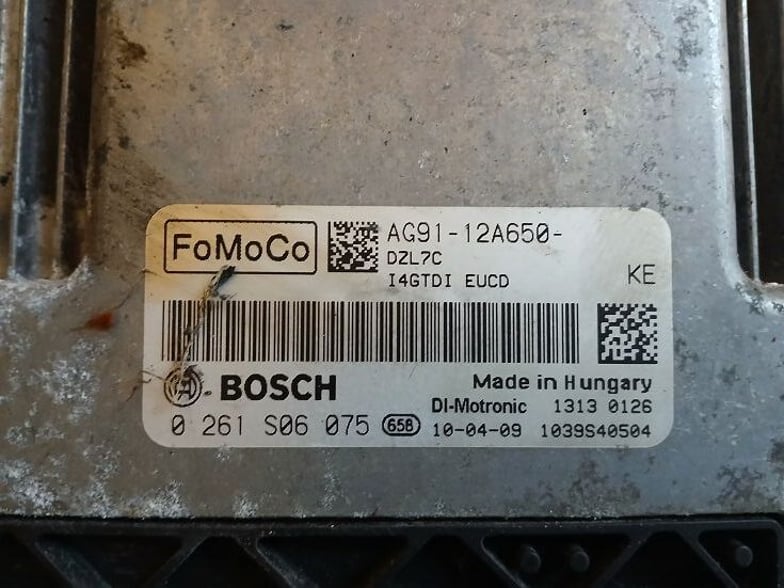 FoMoCo
AG91-12A650-
DZL7C
I4GTDI EUCD
KE
BOSCH
Made in Hungary
DI-Motronic 1313 0126
0 261 S06 075 658 10-04-09 1039S40504